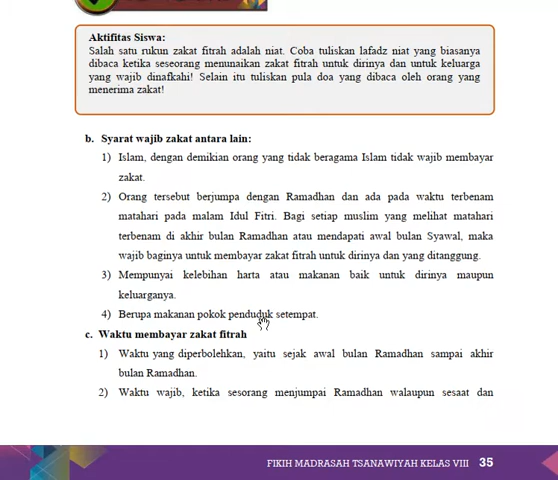 Aktifitas Siswa:
Salah satu rukun zakat fitrah adalah niat. Coba tuliskan lafadz niat yang biasanya
dibaca ketika seseorang menunaikan zakat fitrah untuk dirinya dan untuk keluarga
yang wajib dinafkahi! Selain itu tuliskan pula doa yang dibaca oleh orang yang
menerima zakat!
b. Syarat wajib zakat antara lain:
1) Islam, dengan demikian orang yang tidak beragama Islam tidak wajib membayar
zakat.
2) Orang tersebut berjumpa dengan Ramadhan dan ada pada waktu terbenam
matahari pada malam Idul Fitri. Bagi setiap muslim yang melihat matahari
terbenam di akhir bulan Ramadhan atau mendapati awal bulan Syawal, maka
wajib baginya untuk membayar zakat fitrah untuk dirinya dan yang ditanggung.
3) Mempunyai kelebihan harta atau makanan baik untuk dirinya maupun
keluarganya.
4) Berupa makanan pokok penduduk setempat.
c. Waktu membayar zakat fitrah
1) Waktu yang diperbolehkan, yaitu sejak awal bulan Ramadhan sampai akhir
bulan Ramadhan.
2) Waktu wajib, ketika sesorang menjumpai Ramadhan walaupun sesaat dan
FIKIH MADRASAH TSANAWIYAH KELAS VIII 35